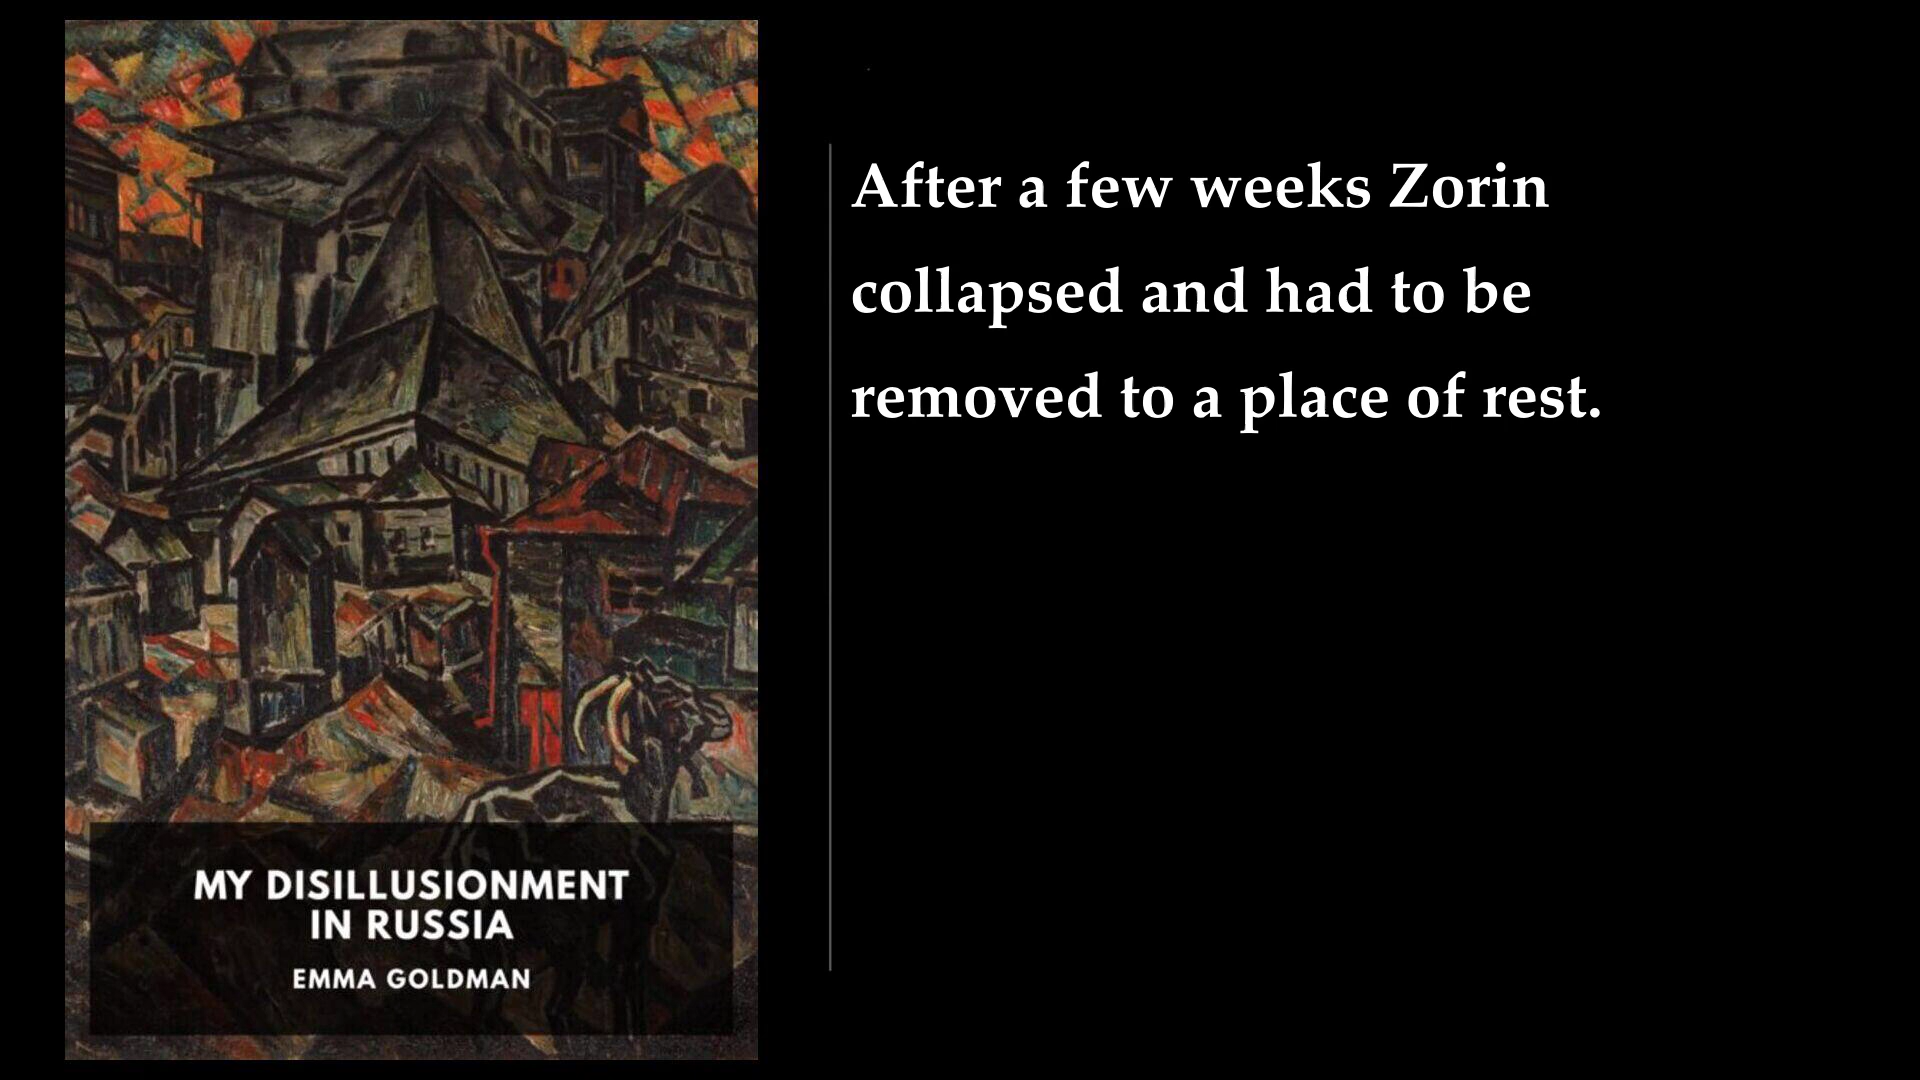 MY DISILLUSIONMENT
IN RUSSIA
EMMA GOLDMAN
After a few weeks Zorin
collapsed and had to be
removed to a place of rest.